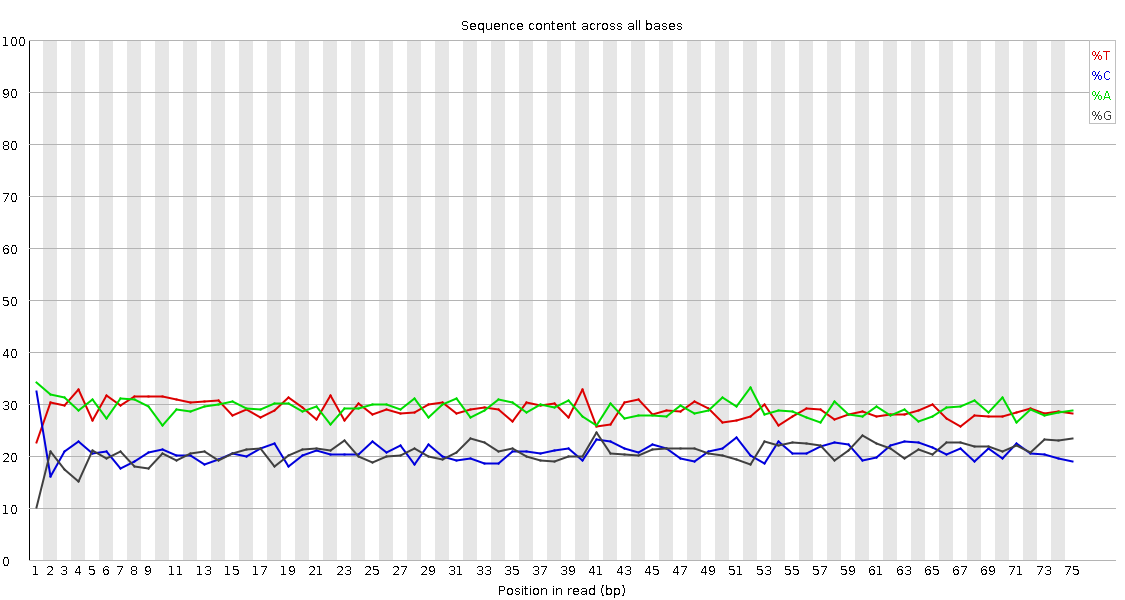 Sequence content across all bases
100
90
80
70
60
50
40
30
20
10
0
%T
%C
%A
%G
1 2 3 4 5 6 7 8 9 11 13 15 17 19 21 23 25 27 29 31 33 35 37 39 41 43 45 47 49 51 53 55 57 59 61 63 65 67 69 71 73 75
Position in read (bp)